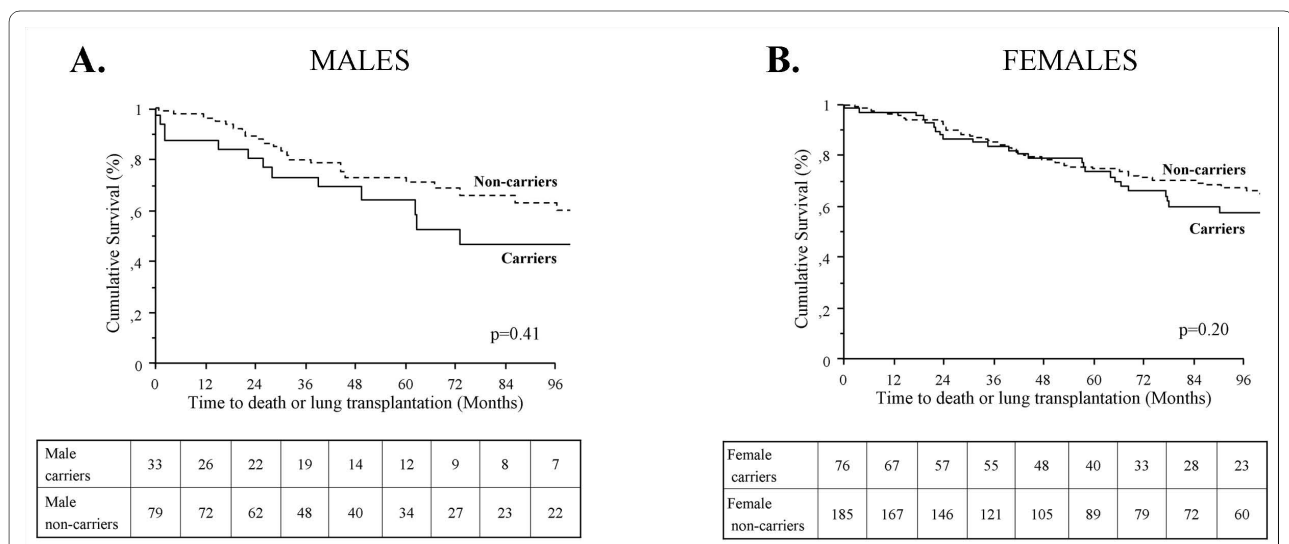 A. MALES
Cumulative Survival (%)
1
,8
,6
,4
,2
0
Non-carriers
Carriers
p=0.41
0 12 24 36 48 60 72 84 96
Time to death or lung transplantation (Months)
Male
carriers 33 26 22 19 14 12 9 8 7
Male
non-carriers 79 72 62 48 40 34 27 23 22
B. FEMALES
Cumulative Survival (%)
1
,8
,6
,4
,2
0
Non-carriers
Carriers
p=0.20
0 12 24 36 48 60 72 84 96
Time to death or lung transplantation (Months)
Female
carriers 76 67 57 55 48 40 33 28 23
Female
non-carriers 185 167 146 121 105 89 79 72 60